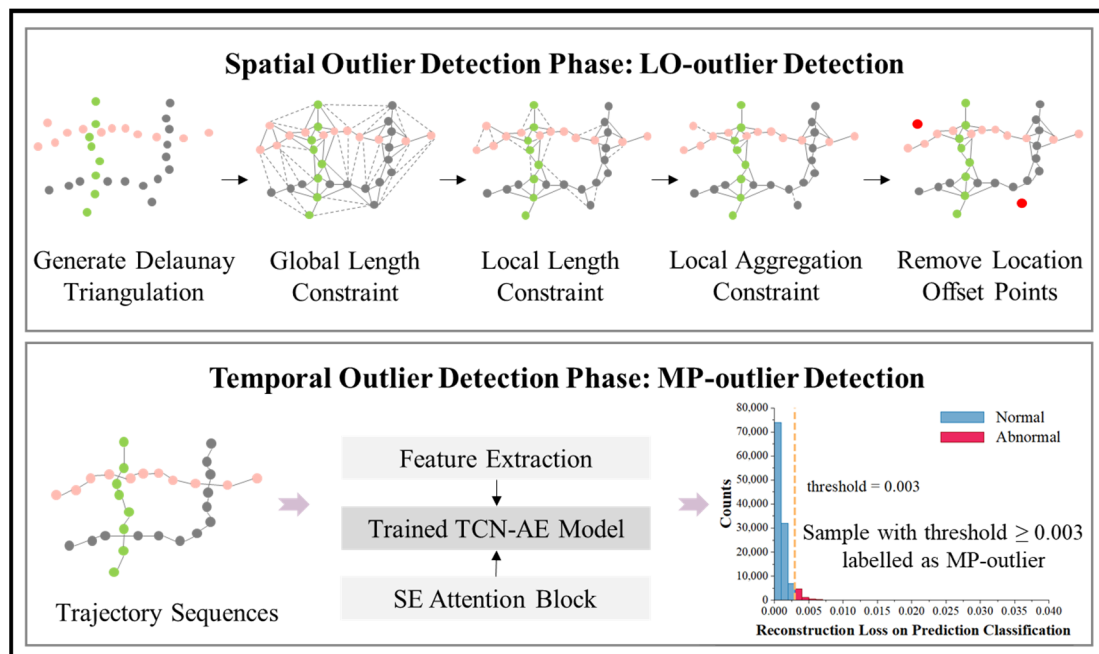 Spatial Outlier Detection Phase: LO-outlier Detection
Generate Delaunay
Triangulation
Global Length
Constraint
Local Length
Constraint
Local Aggregation
Constraint
Remove Location
Offset Points
Temporal Outlier Detection Phase: MP-outlier Detection
Trajectory Sequences
Feature Extraction
Trained TCN-AE Model
SE Attention Block
80,000
70,000
60,000
50,000
40,000
30,000
20,000
10,000
0
Counts
Normal
Abnormal
threshold = 0.003
Sample with threshold ≥ 0.003
labelled as MP-outlier
0.000 0.005 0.010 0.015 0.020 0.025 0.030 0.035 0.040
Reconstruction Loss on Prediction Classification